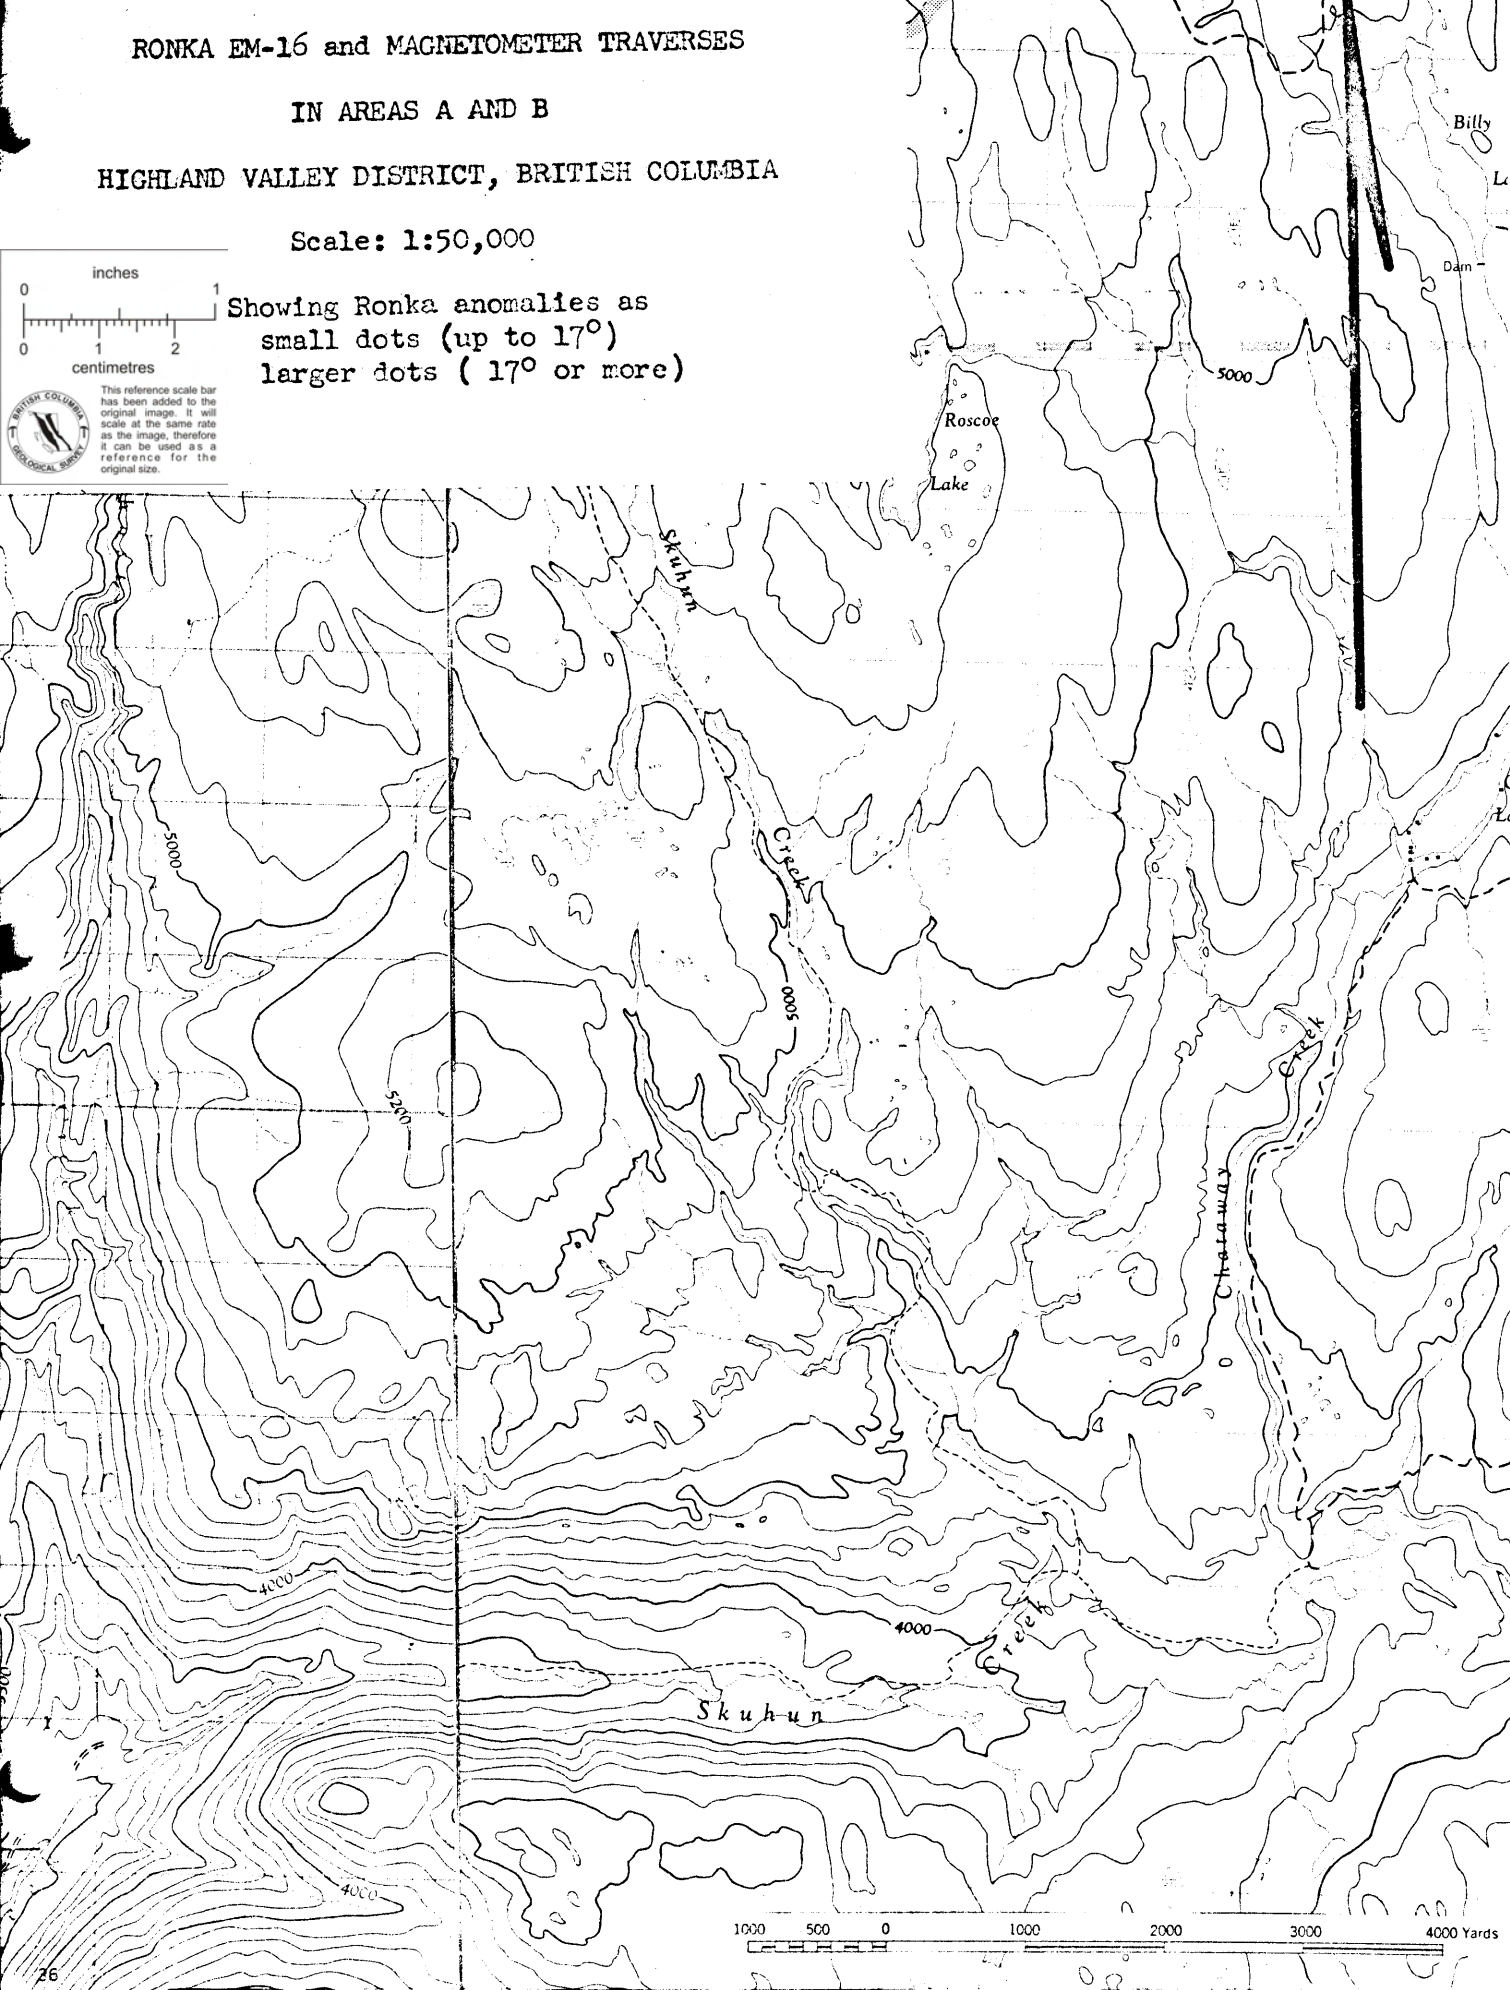 RONKA EM-16 and MAGNETOMETER TRAVERSES
IN AREAS A AND B
HIGHLAND VALLEY DISTRICT, BRITISH COLUMBIA
Scale: 1:50,000
inches
0 1
0 1 2
centimetres
Showing Ronka anomalies as
small dots (up to 17°)
larger dots ( 17° or more)
BRITISH COLUMBIA
GEOLOGICAL SURVEY
This reference scale bar
has been added to the
original image. It will
scale at the same rate
as the image, therefore
it can be used as a
reference for the
original size.
Billy
Dam
5000
Roscoe
Lake
Skuhun
Creek
5000
5000
5200
Creek
Chataway
4000
4000
Creek
Skuhun
4000
1000 500 0 1000 2000 3000 4000 Yards
26